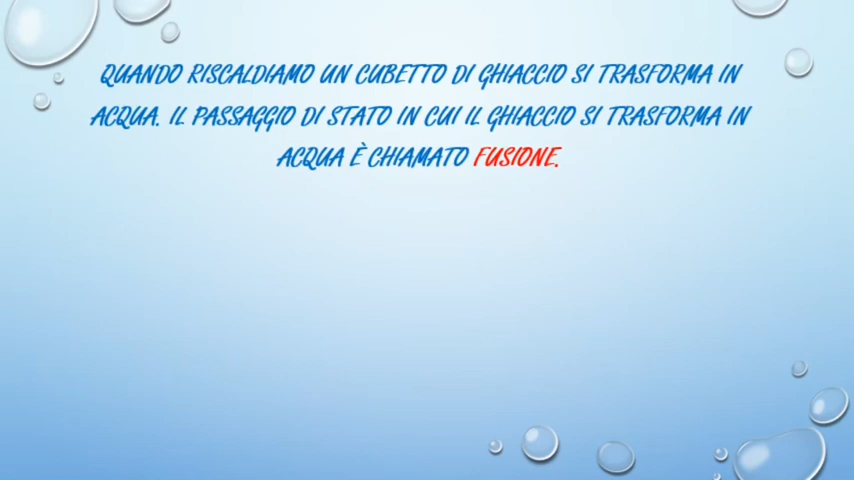 QUANDO RISCALDIAMO UN CUBETTO DI GHIACCIO SI TRASFORMA IN
ACQUA. IL PASSAGGIO DI STATO IN CUI IL GHIACCIO SI TRASFORMA IN
ACQUA È CHIAMATO FUSIONE.